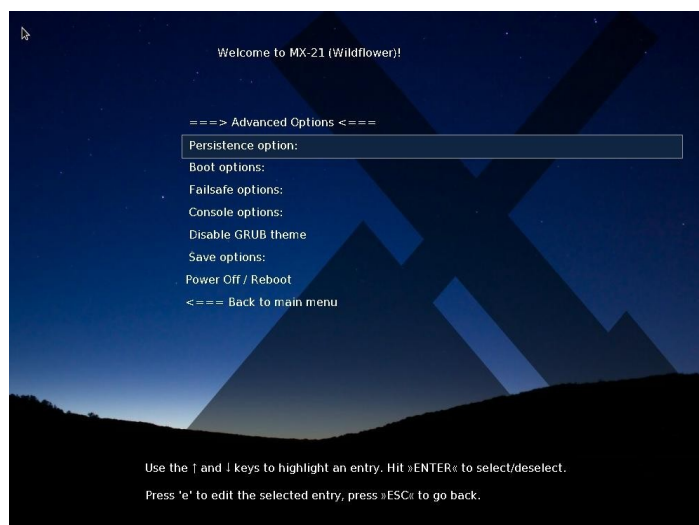 Welcome to MX-21 (Wildflower)!
===> Advanced Options <===
Persistence option:
Boot options:
Failsafe options:
Console options:
Disable GRUB theme
Save options:
Power Off / Reboot
<=== Back to main menu
Use the ↑ and ↓ keys to highlight an entry. Hit »ENTER« to select/deselect.
Press 'e' to edit the selected entry, press »ESC« to go back.